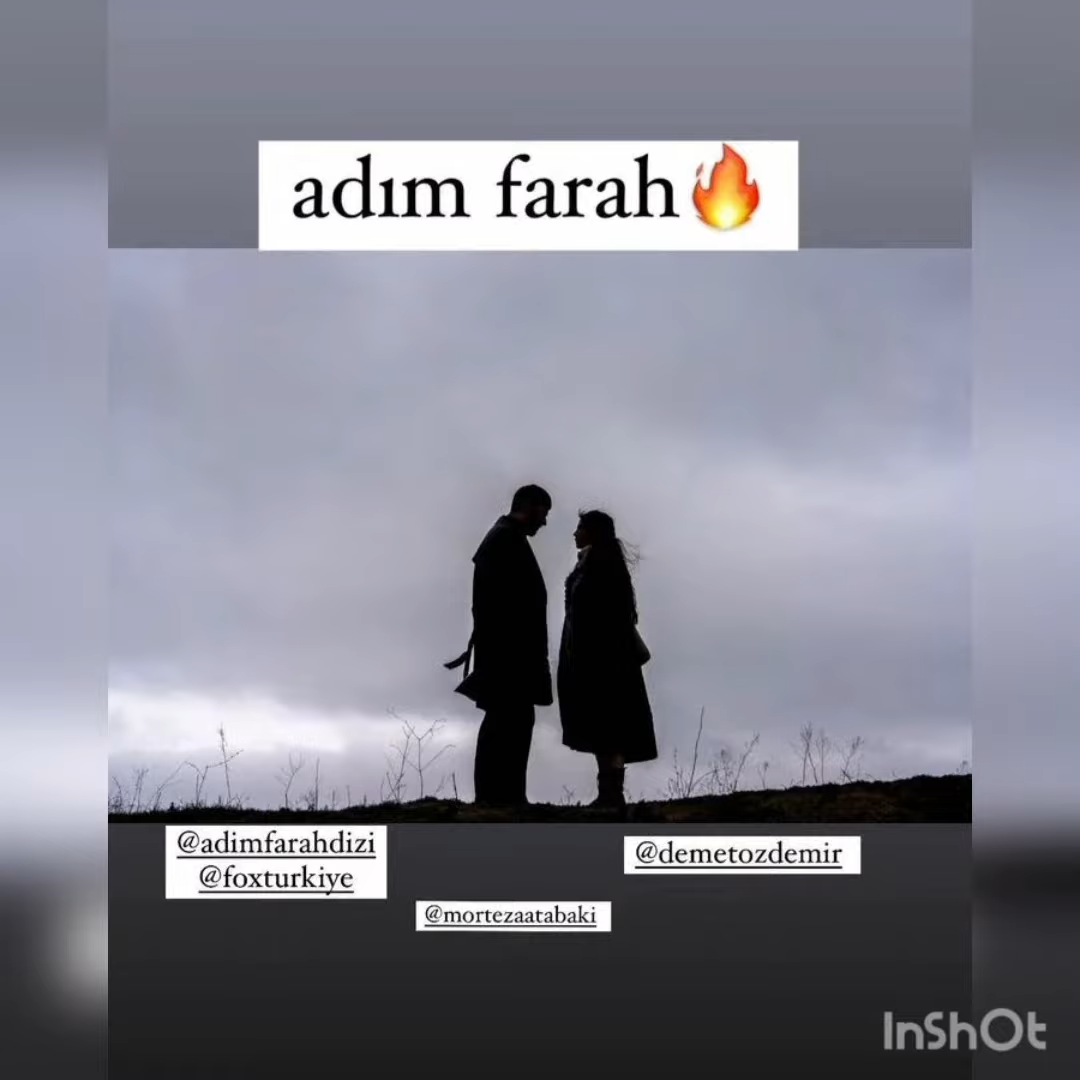 adım farah🔥
@adimfarahdizi
@foxturkiye
@demetozdemir
@mortezaatabaki
InShOt